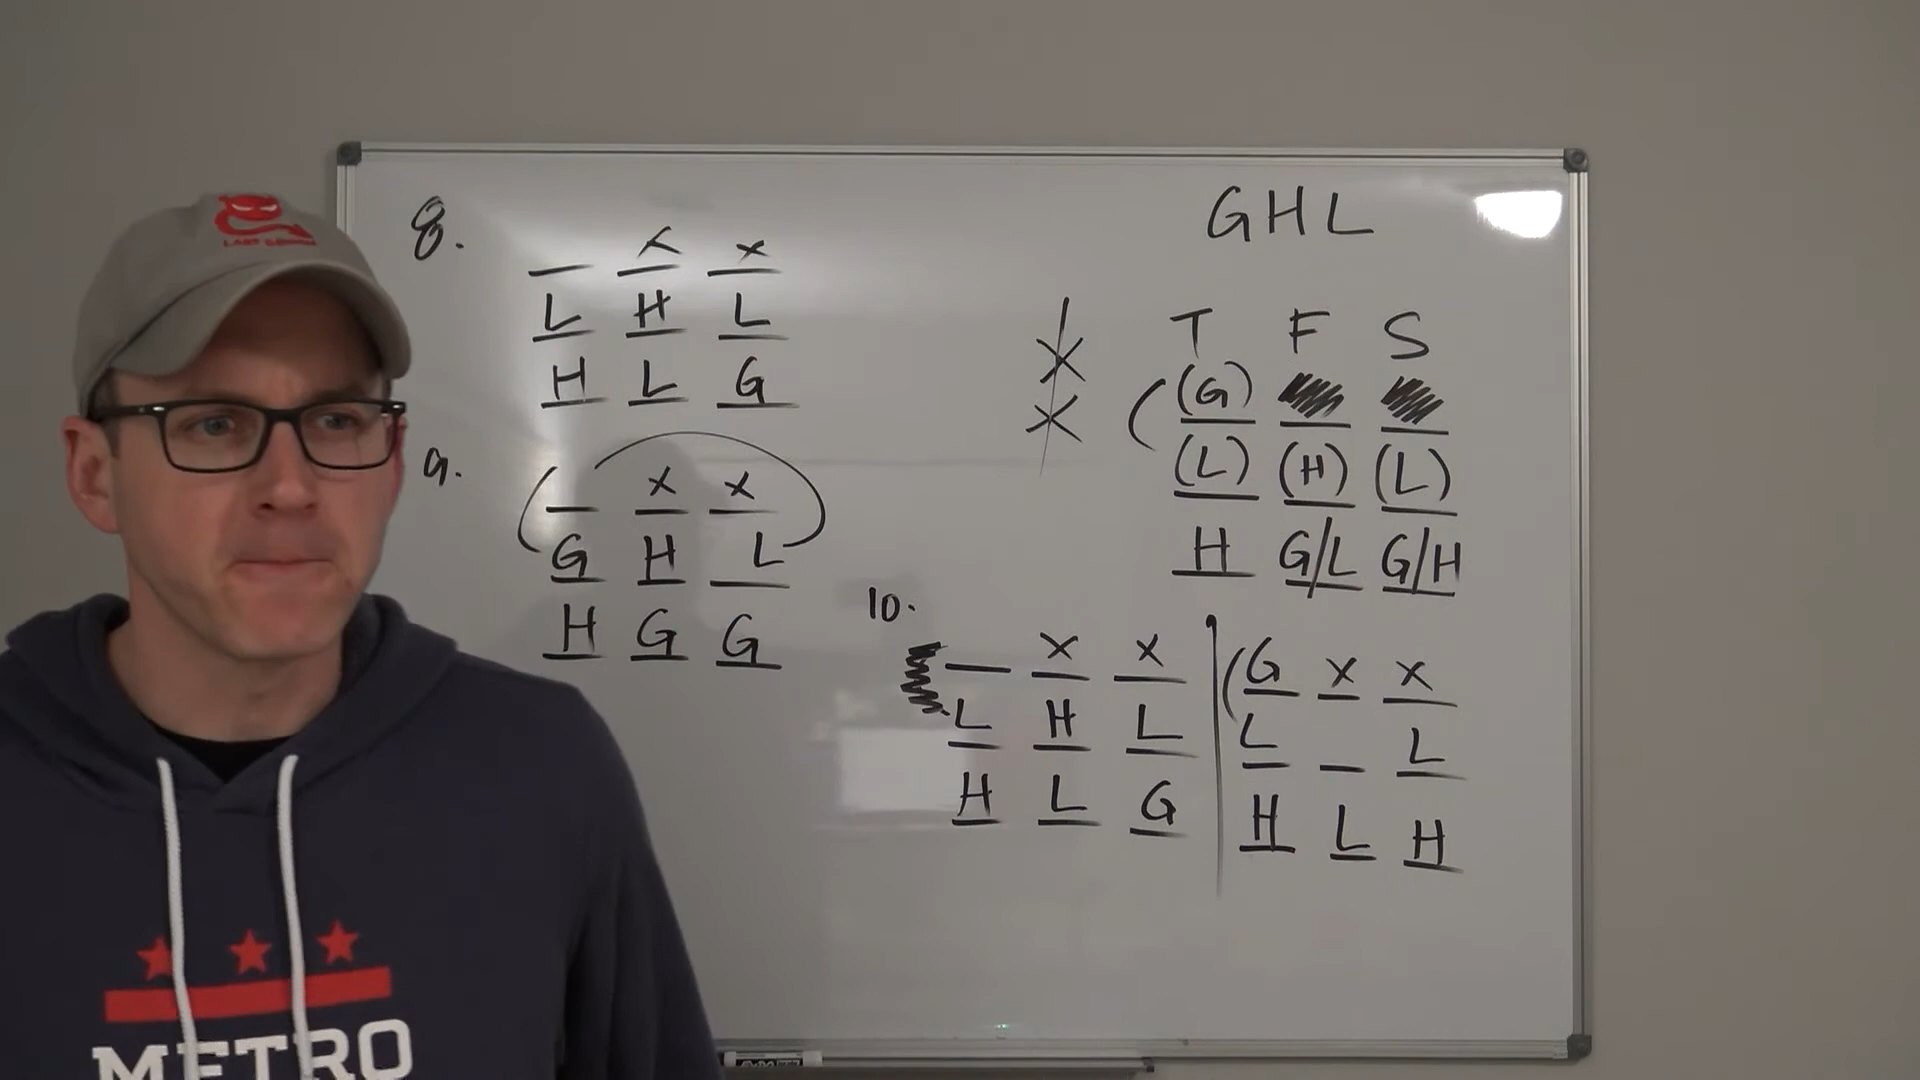 8.
X X
L H L
H L G
9.
X X
G H L
H G G
GHL
T F S
(G)
(L) (H) (L)
H G/L G/H
10.
X X
L H L
H L G
G X X
L L
H L H
METRO